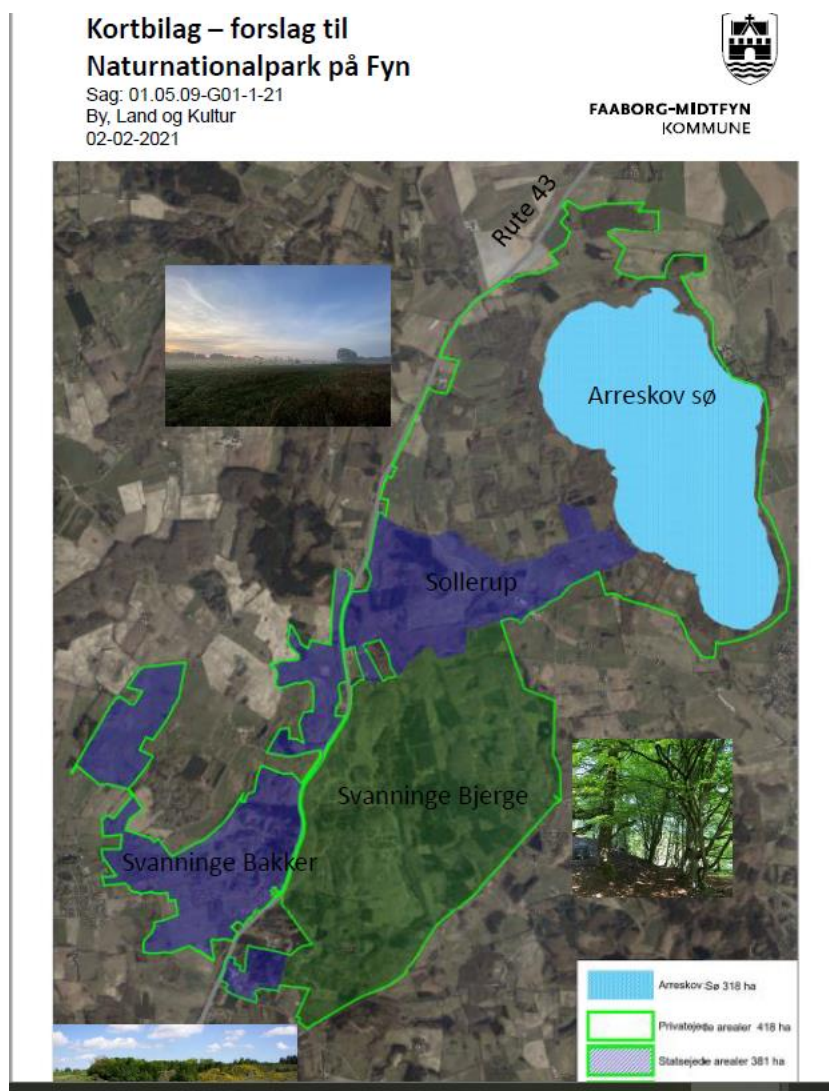 Kortbilag – forslag til
Naturnationalpark på Fyn
Sag: 01.05.09-G01-1-21
By, Land og Kultur
02-02-2021
FAABORG-MIDTFYN
KOMMUNE
Rute 43
Arreskov sø
Sollerup
Svanninge Bjerge
Svanninge Bakker
Arreskov Sø 318 ha
Privatejede arealer 418 ha
Statsejede arealer 381 ha